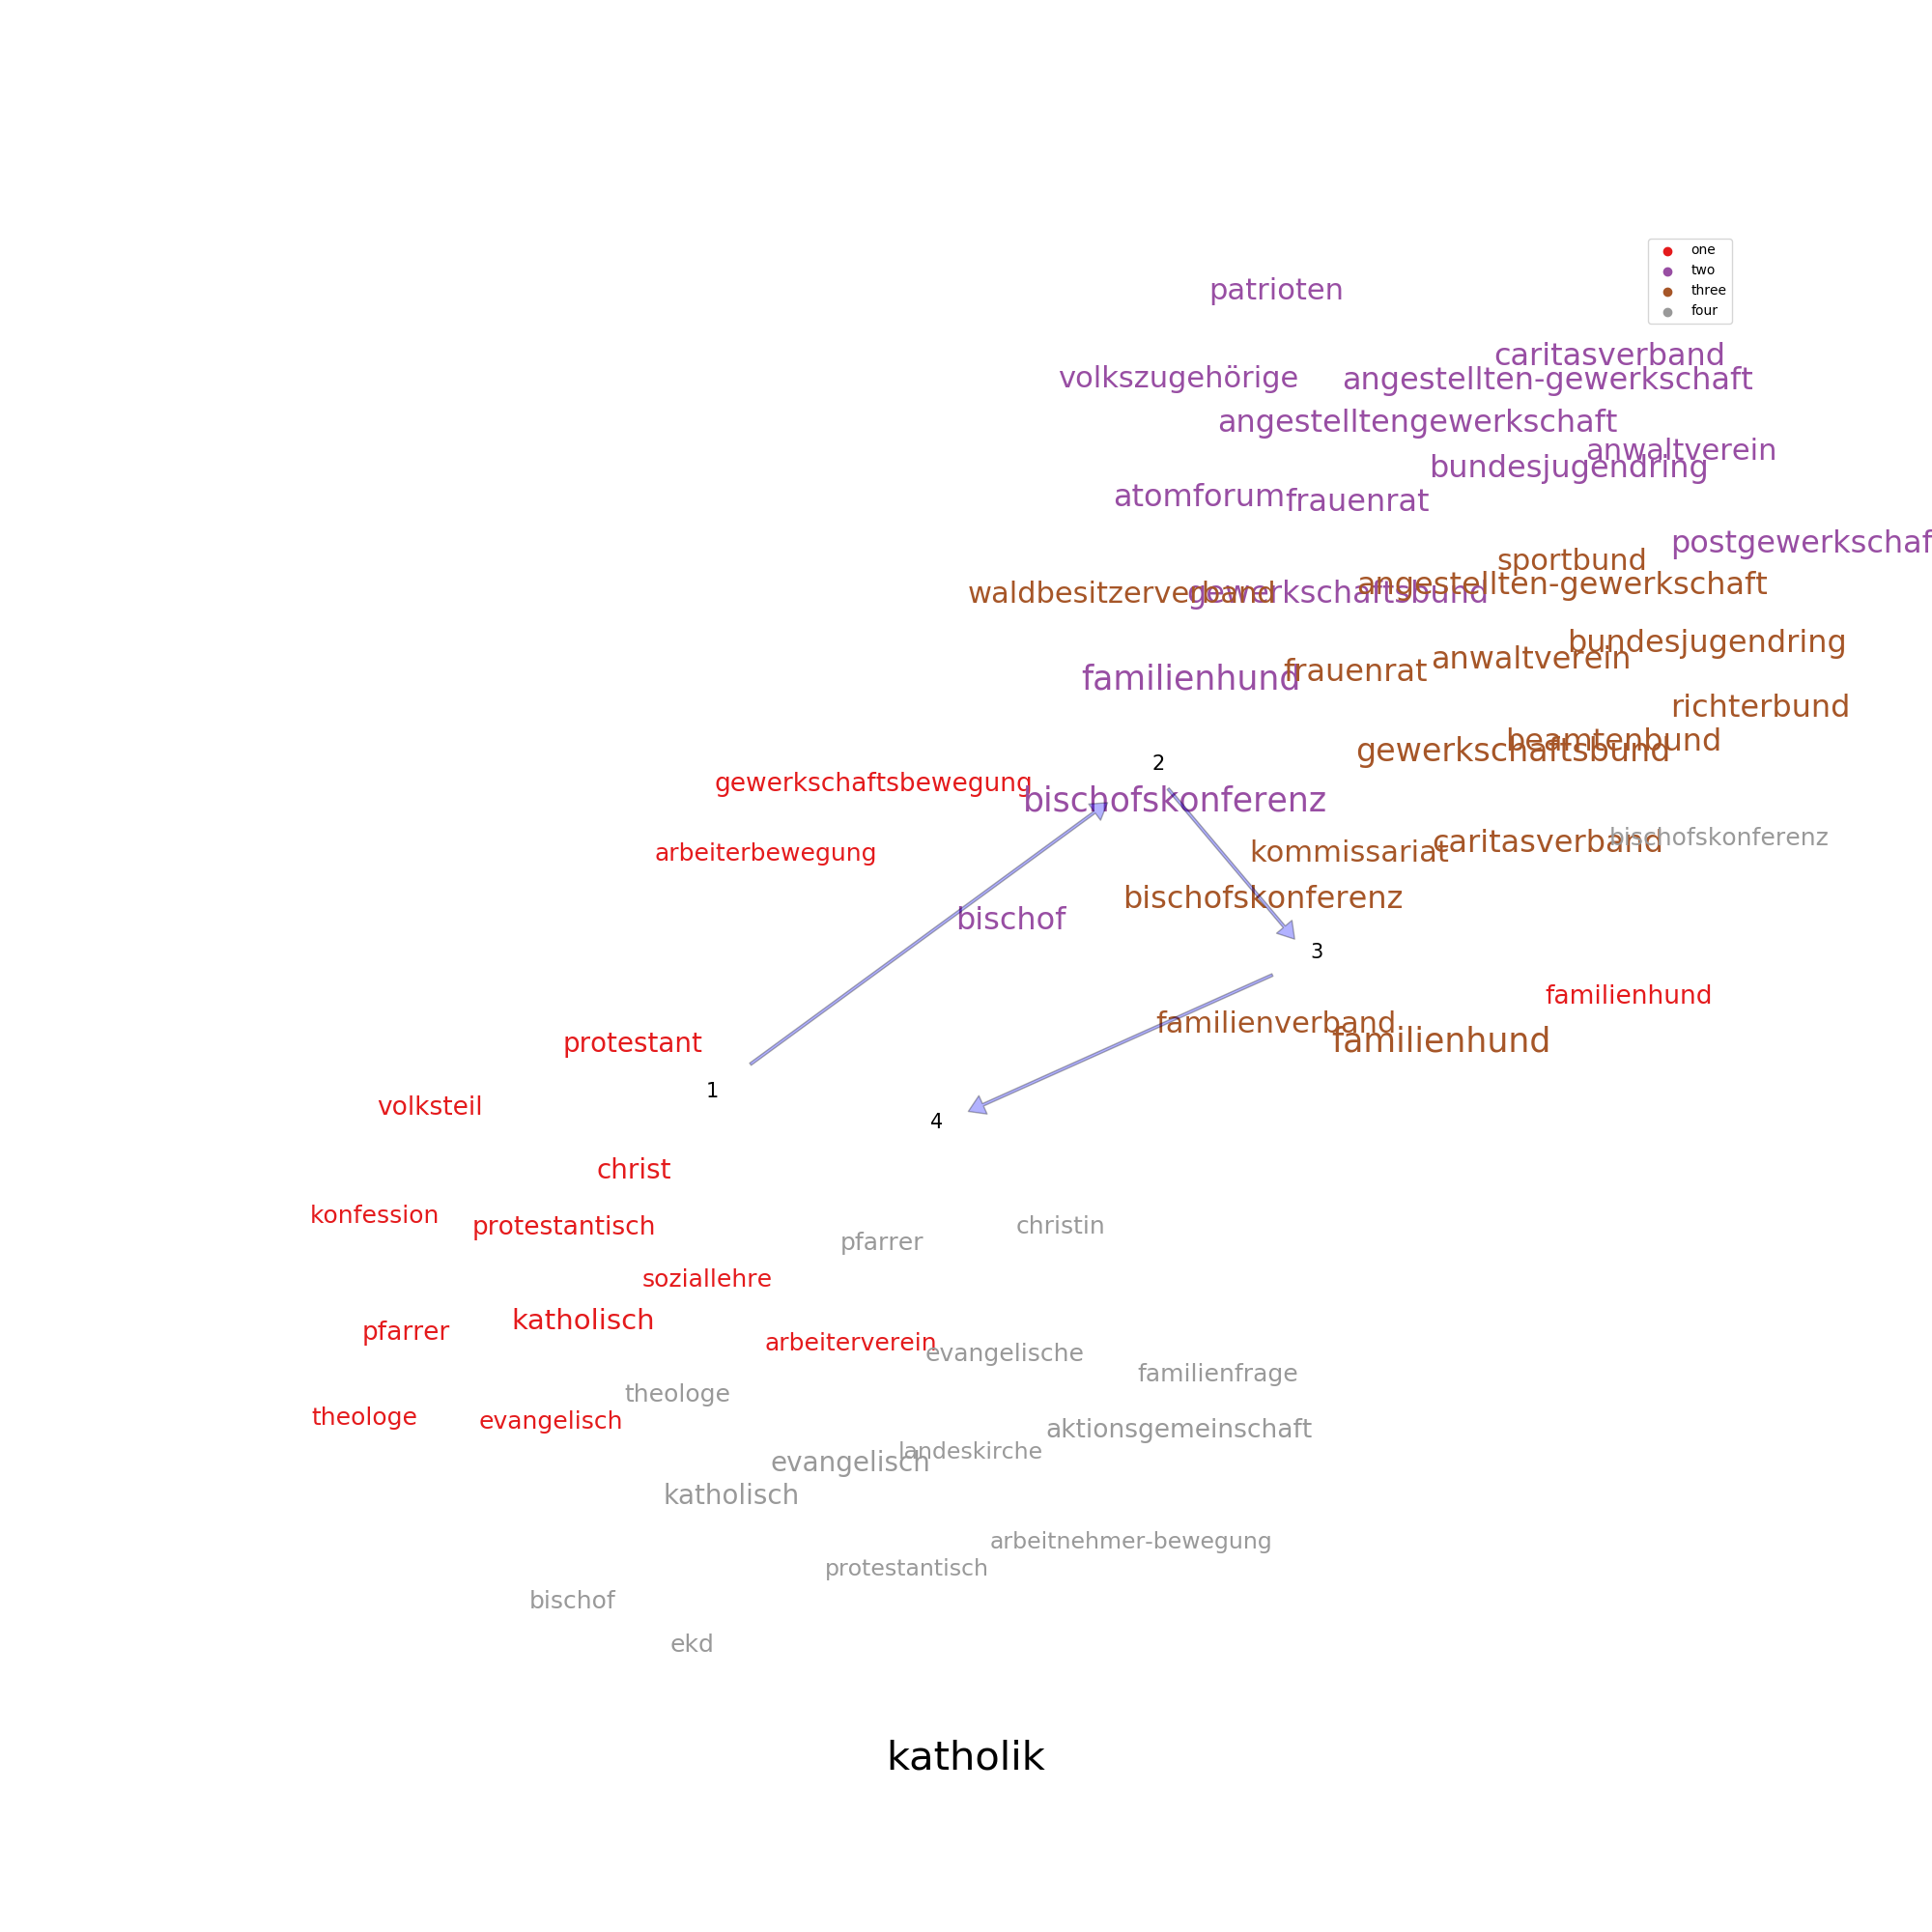 one
two
three
four
patrioten
caritasverband
volkszugehörige
angestellten-gewerkschaft
angestelltengewerkschaft
anwaltverein
bundesjugendring
atomforum
frauenrat
postgewerkschaf
sportbund
angestellten-gewerkschaft
waldbesitzerverband
gewerkschaftsbund
bundesjugendring
anwaltverein
frauenrat
familienhund
richterbund
beamtenbund
gewerkschaftsbund
2
gewerkschaftsbewegung
bischofskonferenz
bischofskonferenz
caritasverband
kommissariat
arbeiterbewegung
bischofskonferenz
bischof
3
familienhund
familienverband
familienhund
protestant
1
volksteil
4
christ
konfession
protestantisch
christin
pfarrer
soziallehre
katholisch
pfarrer
arbeiterverein
evangelische
familienfrage
theologe
theologe
evangelisch
aktionsgemeinschaft
landeskirche
evangelisch
katholisch
arbeitnehmer-bewegung
protestantisch
bischof
ekd
katholik